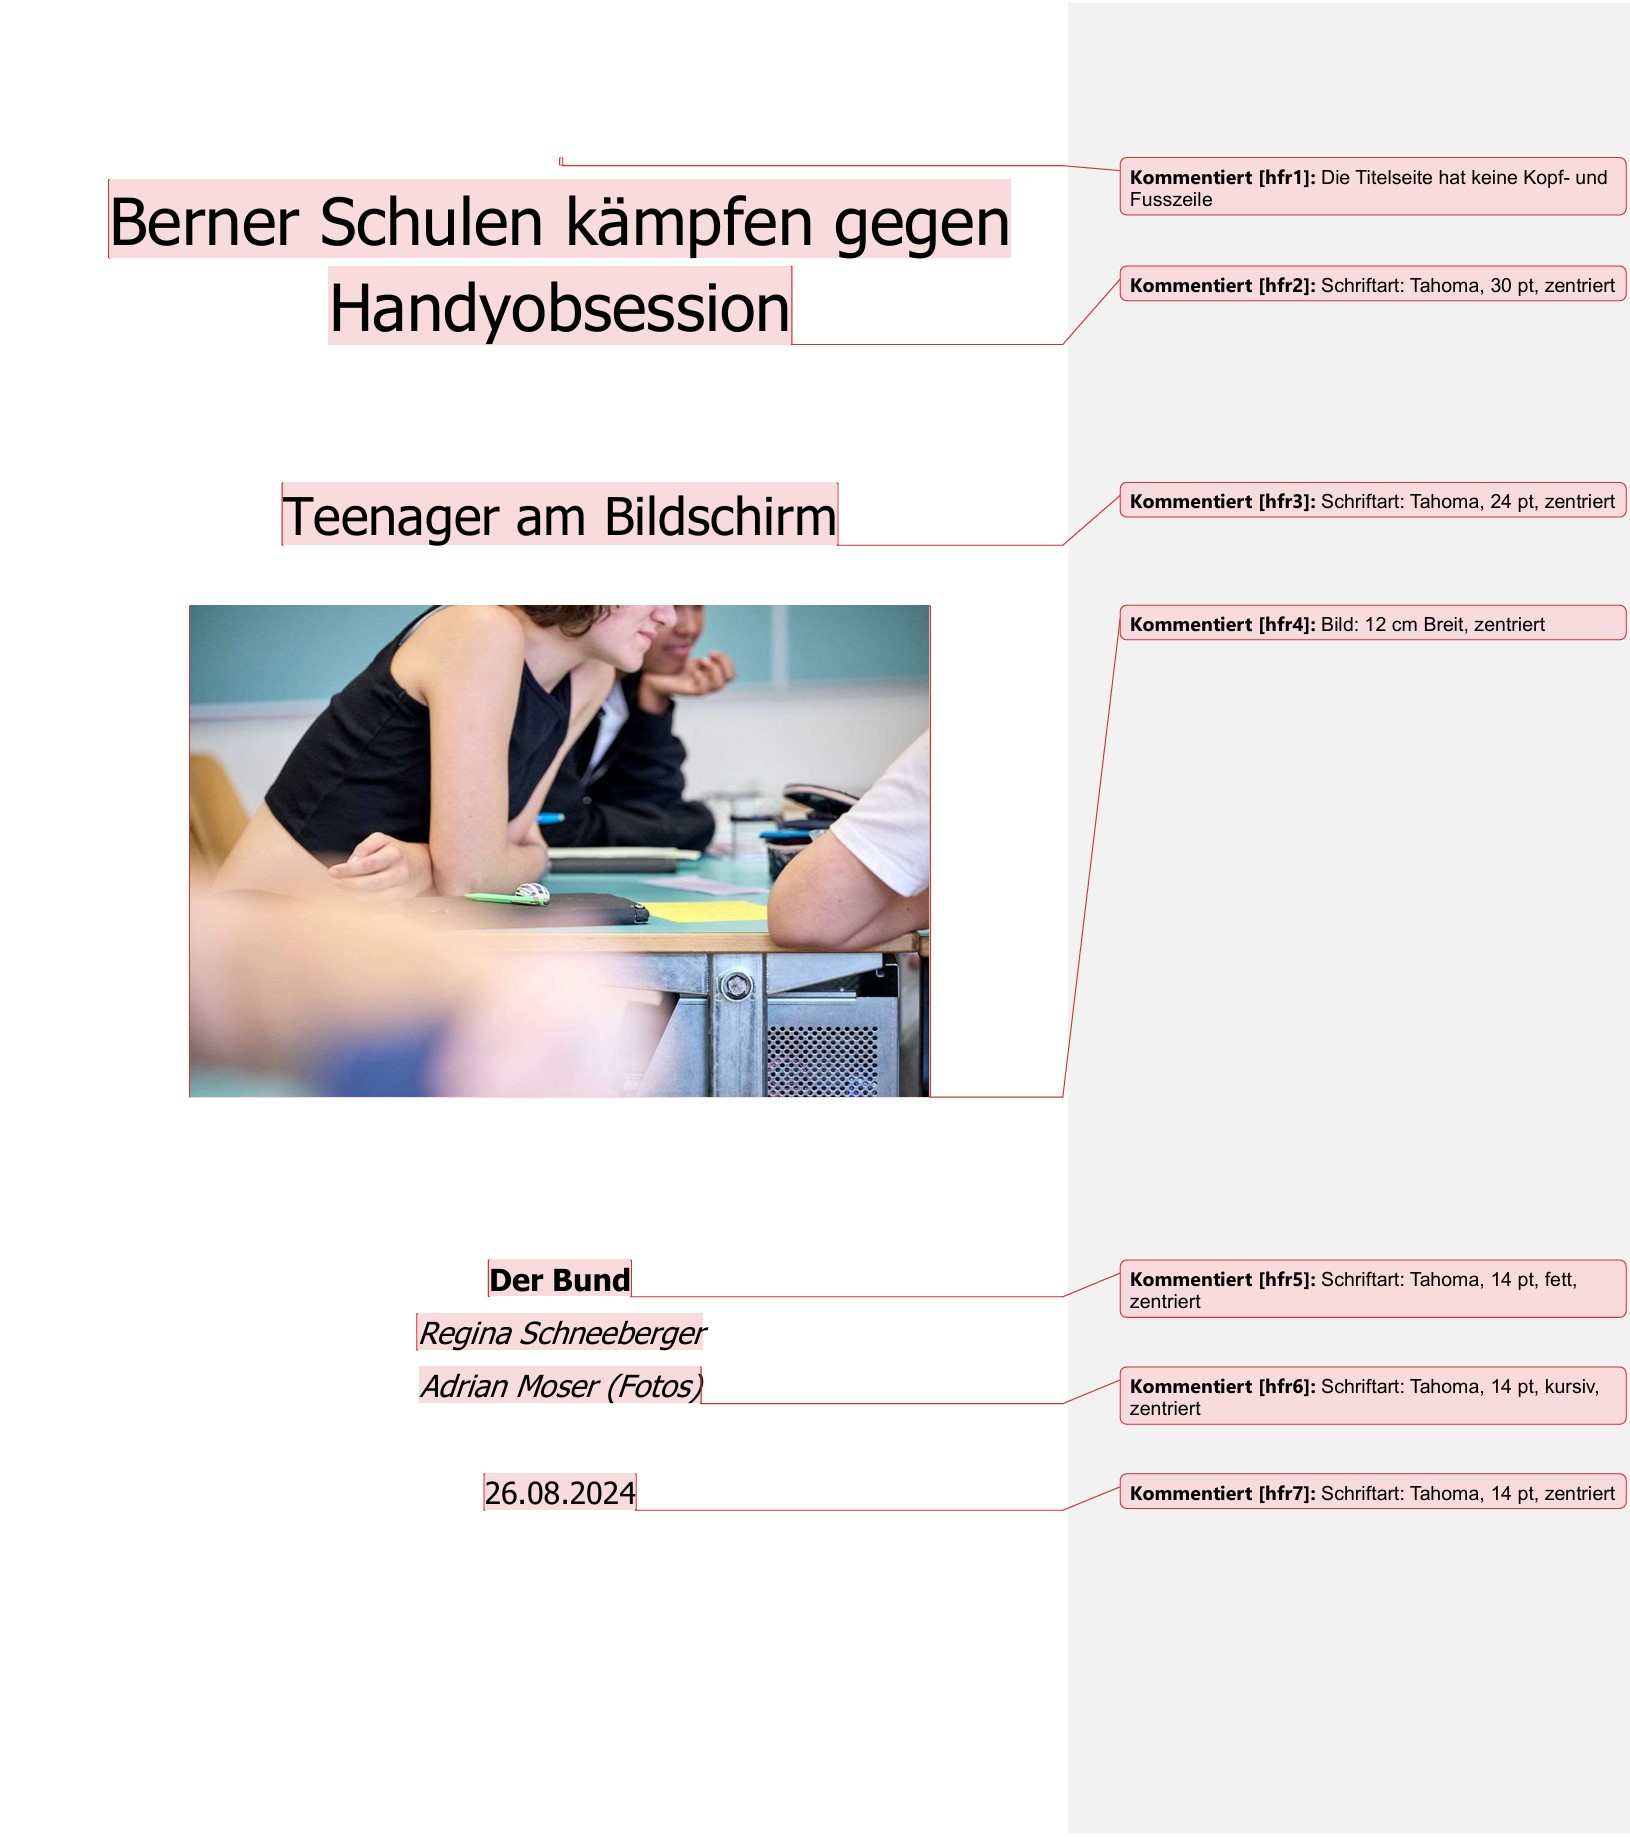 Berner Schulen kämpfen gegen
Handyobsession
Teenager am Bildschirm
Der Bund
Regina Schneeberger
Adrian Moser (Fotos)
26.08.2024
Kommentiert [hfr1]: Die Titelseite hat keine Kopf- und
Fusszeile
Kommentiert [hfr2]: Schriftart: Tahoma, 30 pt, zentriert
Kommentiert [hfr3]: Schriftart: Tahoma, 24 pt, zentriert
Kommentiert [hfr4]: Bild: 12 cm Breit, zentriert
Kommentiert [hfr5]: Schriftart: Tahoma, 14 pt, fett,
zentriert
Kommentiert [hfr6]: Schriftart: Tahoma, 14 pt, kursiv,
zentriert
Kommentiert [hfr7]: Schriftart: Tahoma, 14 pt, zentriert